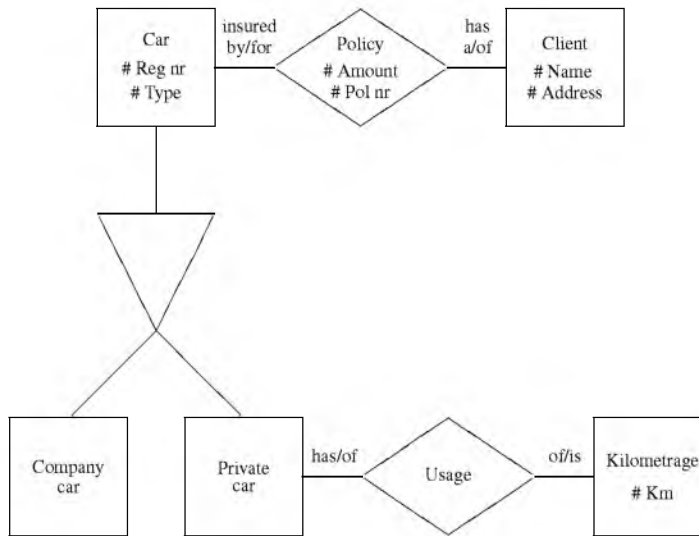 Car
# Reg nr
# Type
insured
by/for
Policy
# Amount
# Pol nr
has
a/of
Client
# Name
# Address
Company
car
Private
car
has/of
Usage
of/is
Kilometrage
# Km